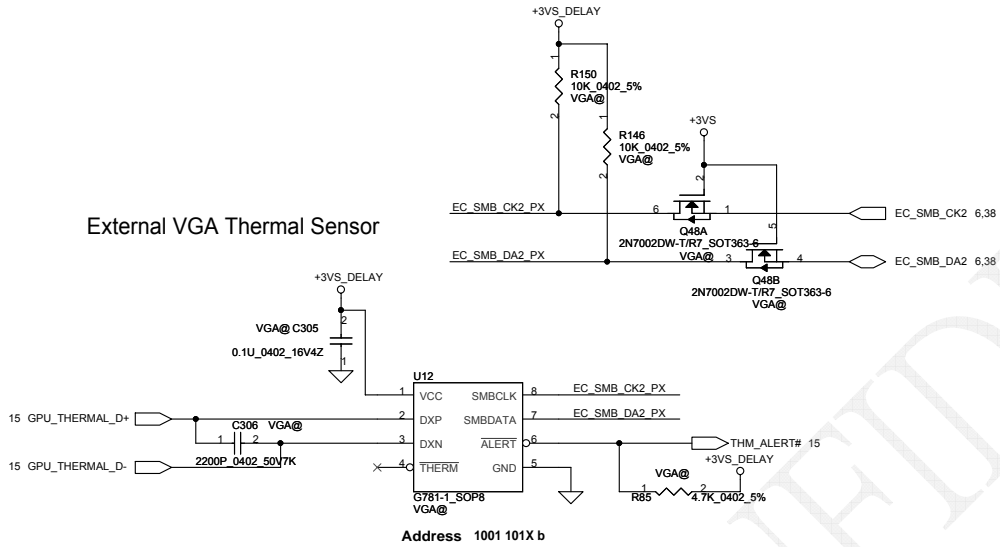 +3VS_DELAY
1
R150
10K_0402_5%
VGA@
2
1
R146
10K_0402_5%
VGA@
2
+3VS
2
EC_SMB_CK2_PX
6
1
EC_SMB_CK2 6,38
Q48A
2N7002DW-T/R7_SOT363-6
VGA@
5
EC_SMB_DA2_PX
3
4
EC_SMB_DA2 6,38
Q48B
2N7002DW-T/R7_SOT363-6
VGA@
External VGA Thermal Sensor
+3VS_DELAY
2
VGA@ C305
0.1U_0402_16V4Z
1
U12
1 VCC SMBCLK 8 EC_SMB_CK2_PX
15 GPU_THERMAL_D+
2 DXP SMBDATA 7 EC_SMB_DA2_PX
C306 VGA@
1 2
3 DXN ALERT 6
THM_ALERT# 15
2200P_0402_50V7K
15 GPU_THERMAL_D-
4 THERM GND 5
+3VS_DELAY
VGA@
1 2
R85 4.7K_0402_5%
G781-1_SOP8
VGA@
Address 1001 101X b